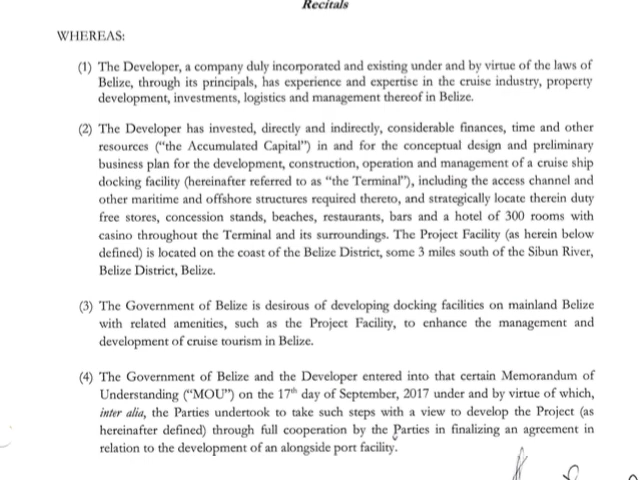 Recitals
WHEREAS:
(1) The Developer, a company duly incorporated and existing under and by virtue of the laws of
Belize, through its principals, has experience and expertise in the cruise industry, property
development, investments, logistics and management thereof in Belize.
(2) The Developer has invested, directly and indirectly, considerable finances, time and other
resources ("the Accumulated Capital") in and for the conceptual design and preliminary
business plan for the development, construction, operation and management of a cruise ship
docking facility (hereinafter referred to as "the Terminal"), including the access channel and
other maritime and offshore structures required thereto, and strategically locate therein duty
free stores, concession stands, beaches, restaurants, bars and a hotel of 300 rooms with
casino throughout the Terminal and its surroundings. The Project Facility (as herein below
defined) is located on the coast of the Belize District, some 3 miles south of the Sibun River,
Belize District, Belize.
(3) The Government of Belize is desirous of developing docking facilities on mainland Belize
with related amenities, such as the Project Facility, to enhance the management and
development of cruise tourism in Belize.
(4) The Government of Belize and the Developer entered into that certain Memorandum of
Understanding ("MOU") on the 17th day of September, 2017 under and by virtue of which,
inter alia, the Parties undertook to take such steps with a view to develop the Project (as
hereinafter defined) through full cooperation by the Parties in finalizing an agreement in
relation to the development of an alongside port facility.